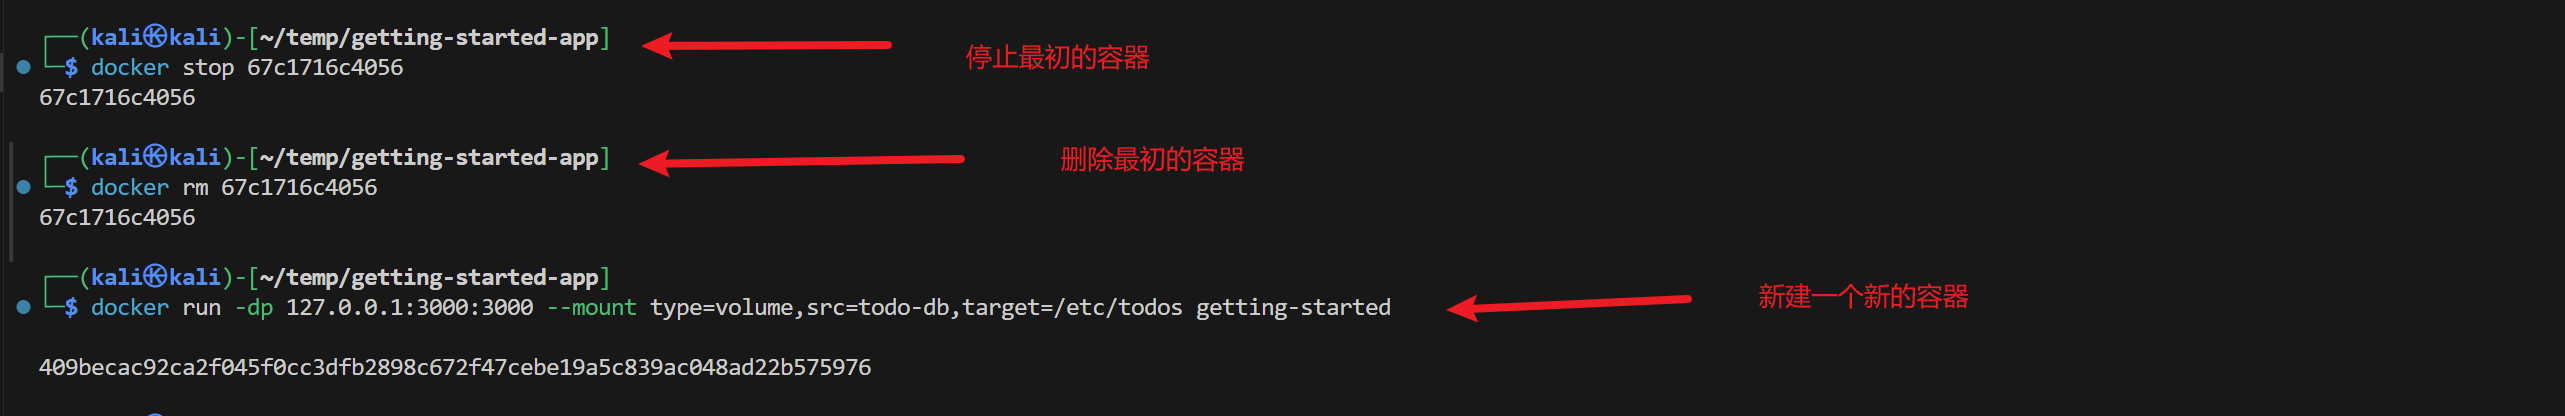 ┌──(kali㉿kali)-[~/temp/getting-started-app]
└─$ docker stop 67c1716c4056
停止最初的容器
67c1716c4056
┌──(kali㉿kali)-[~/temp/getting-started-app]
删除最初的容器
└─$ docker rm 67c1716c4056
67c1716c4056
┌──(kali㉿kali)-[~/temp/getting-started-app]
└─$ docker run -dp 127.0.0.1:3000:3000 --mount type=volume,src=todo-db,target=/etc/todos getting-started
新建一个新的容器
409becac92ca2f045f0cc3dfb2898c672f47cebe19a5c839ac048ad22b575976